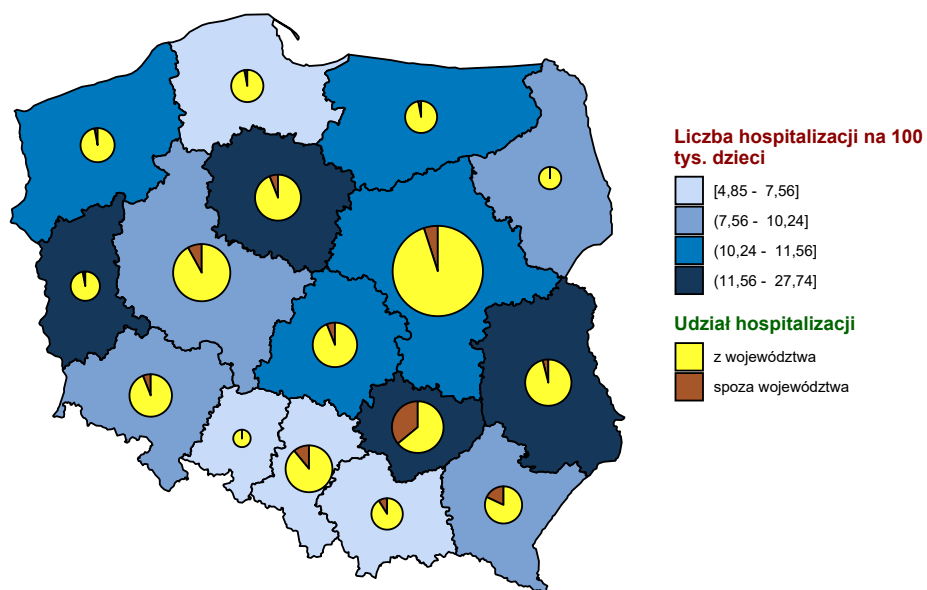 Liczba hospitalizacji na 100
tys. dzieci
[4,85 - 7,56]
(7,56 - 10,24]
(10,24 - 11,56]
(11,56 - 27,74]
Udział hospitalizacji
z województwa
spoza województwa